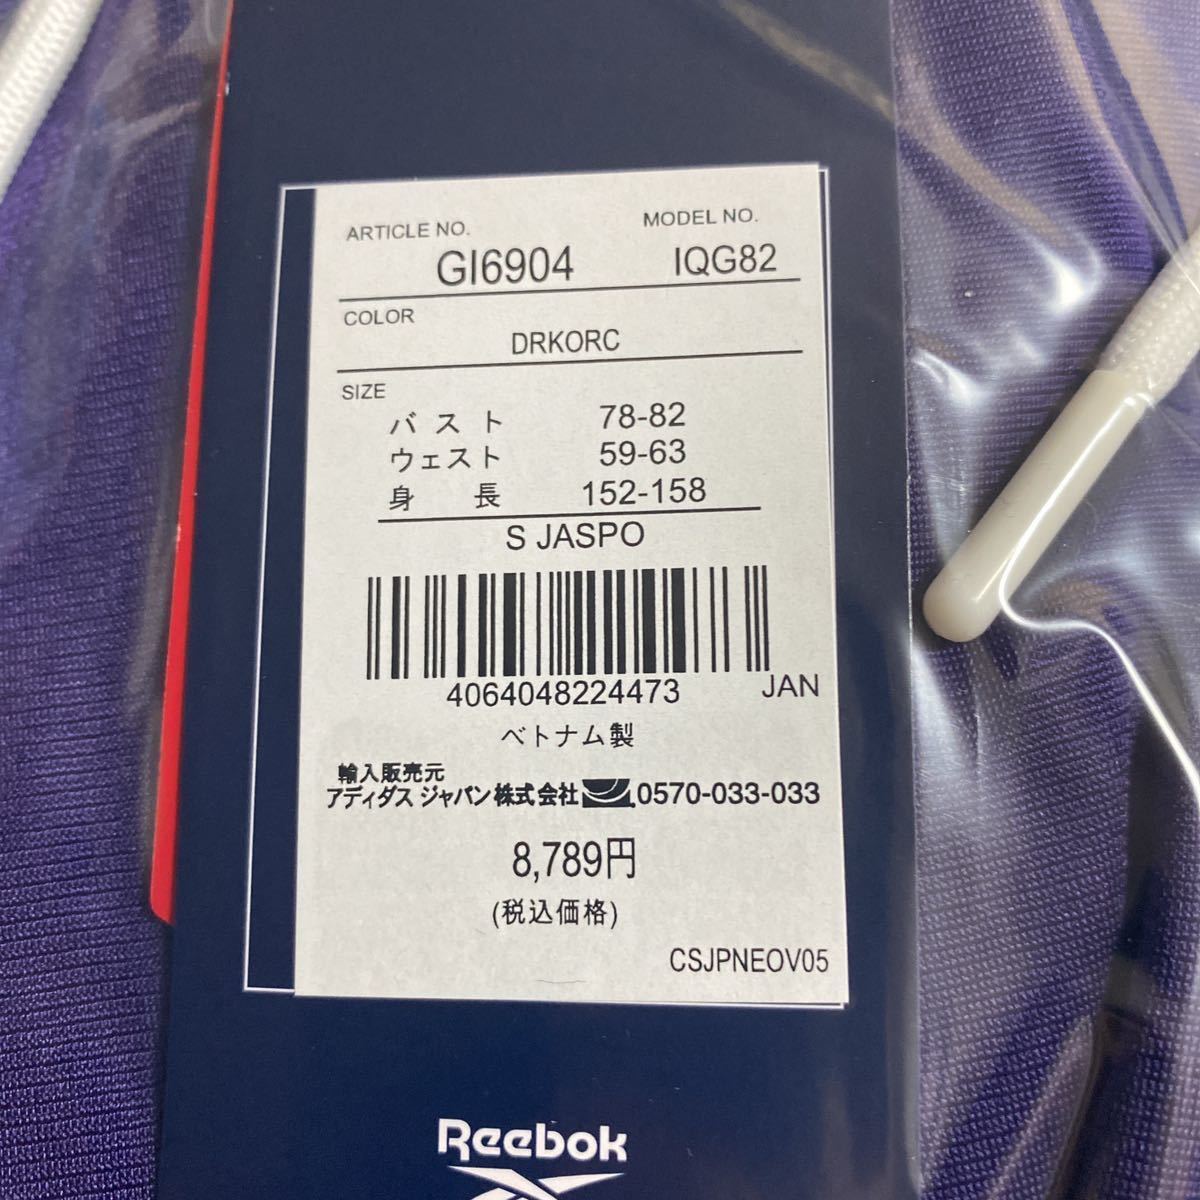 ARTICLE NO. MODEL NO.
GI6904 IQG82
COLOR
DRKORC
SIZE
バスト 78-82
ウェスト 59-63
身長 152-158
S JASPO
4064048224473 JAN
ベトナム製
輸入販売元
アディダス ジャパン株式会社 0570-033-033
8,789円
(税込価格)
CSJPNEOV05
Reebok